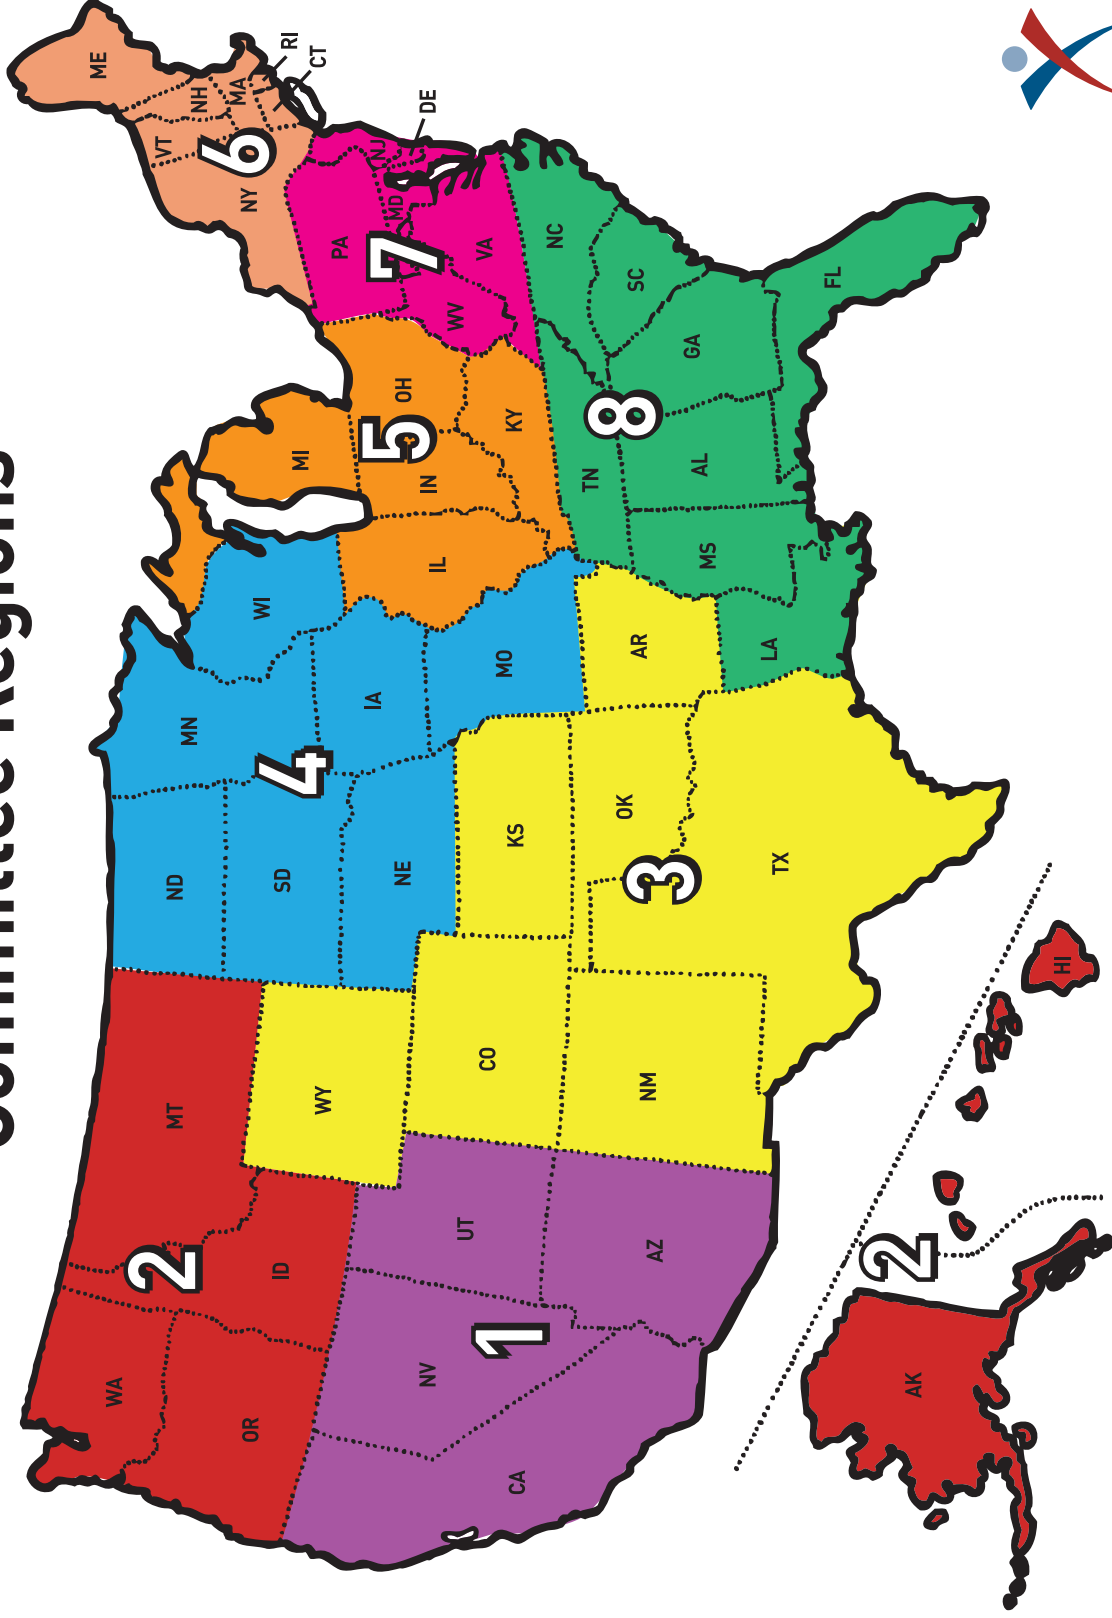 Committee Regions
WA
MT
ND
MN
ME
VT
NH
MA
RI
CT
NY
6
2
OR
ID
WY
SD
4
WI
MI
NV
UT
CO
NE
IA
IL
IN
OH
5
PA
NJ
DE
MD
7
WV
VA
1
CA
AZ
NM
KS
MO
KY
OK
3
TX
AR
TN
NC
SC
8
MS
AL
GA
LA
FL
2
AK
HI